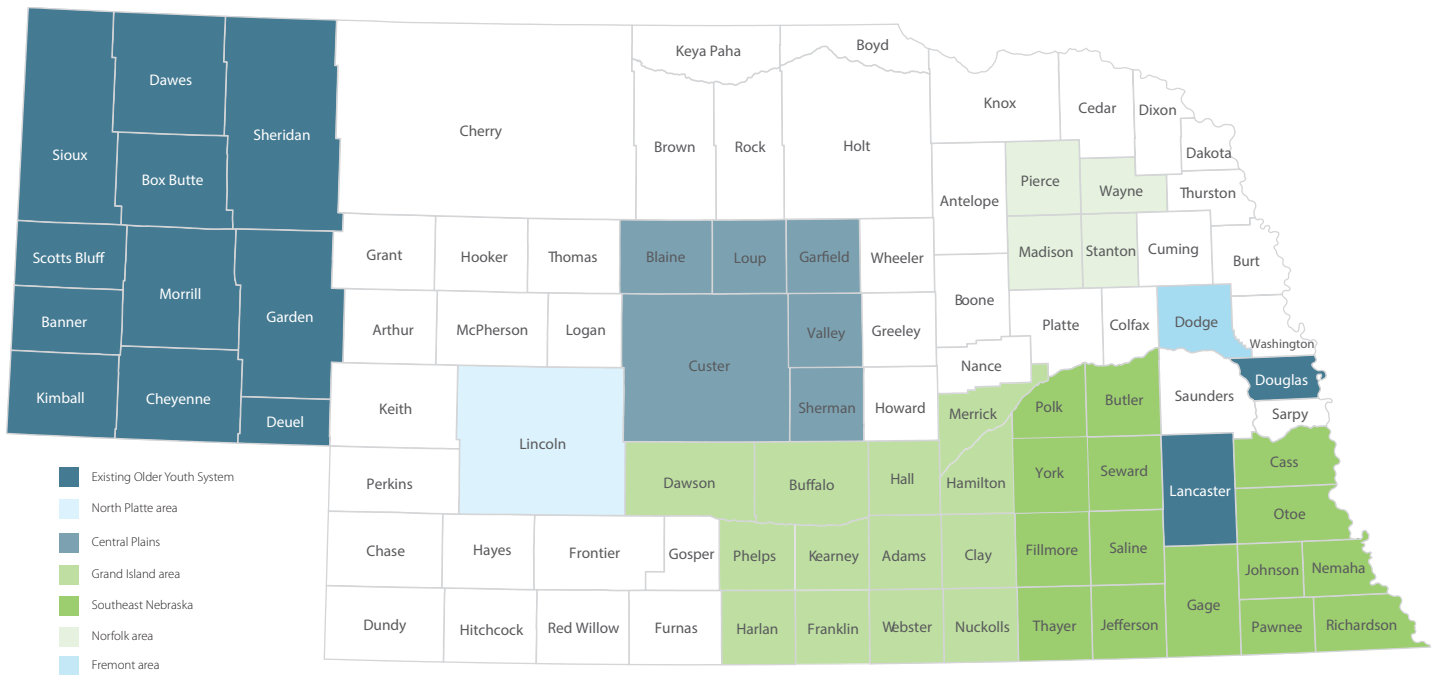 Keya Paha
Boyd
Dawes
Sheridan
Cherry
Knox
Cedar
Dixon
Sioux
Box Butte
Brown
Rock
Holt
Dakota
Pierce
Wayne
Thurston
Antelope
Scotts Bluff
Grant
Hooker
Thomas
Blaine
Loup
Garfield
Wheeler
Madison
Stanton
Cuming
Burt
Morrill
Boone
Banner
Garden
Arthur
McPherson
Logan
Valley
Greeley
Platte
Colfax
Dodge
Washington
Custer
Nance
Kimball
Cheyenne
Deuel
Keith
Sherman
Howard
Merrick
Polk
Butler
Saunders
Douglas
Sarpy
Lincoln
Perkins
Dawson
Buffalo
Hall
Hamilton
York
Seward
Lancaster
Cass
Otoe
Chase
Hayes
Frontier
Gosper
Phelps
Kearney
Adams
Clay
Fillmore
Saline
Johnson
Nemaha
Gage
Dundy
Hitchcock
Red Willow
Furnas
Harlan
Franklin
Webster
Nuckolls
Thayer
Jefferson
Pawnee
Richardson
Existing Older Youth System
North Platte area
Central Plains
Grand Island area
Southeast Nebraska
Norfolk area
Fremont area